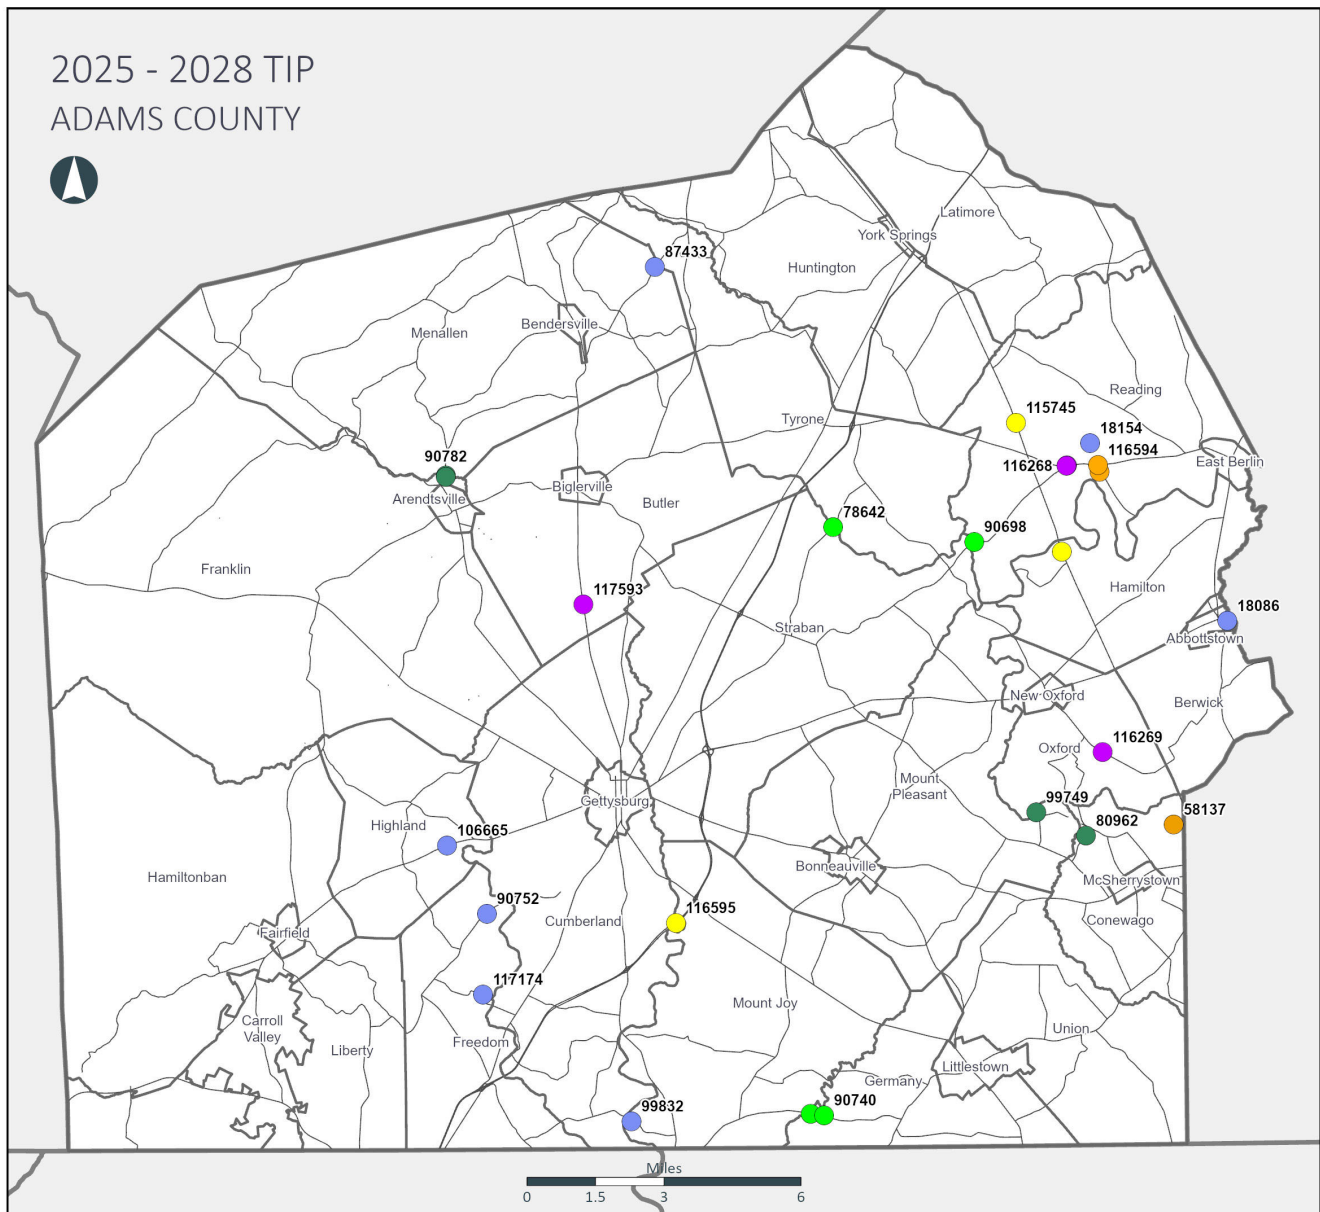 2025 - 2028 TIP
ADAMS COUNTY
Latimore
York Springs
87433
Huntington
Bendersville
Menallen
Reading
115745
Tyrone
18154
116594
90782
116268
East Berlin
Biglerville
Arendtsville
Butler
78642
90698
Franklin
117593
Hamilton
18086
Straban
Abbottstown
New Oxford
Berwick
116269
Oxford
Mount
Pleasant
99749
Gettysburg
58137
80962
Highland
106665
Bonneauville
Hamiltonban
McSherrystown
90752
116595
Cumberland
Conewago
Fairfield
117174
Mount Joy
Carroll
Valley
Union
Freedom
Liberty
Littlestown
Germany
99832
90740
Miles
0 1.5 3 6